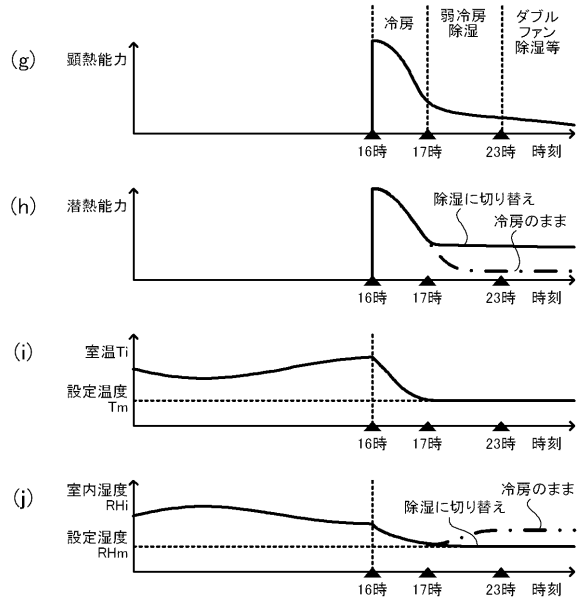 冷房
弱冷房
除湿
ダブル
ファン
除湿等
(g)
顕熱能力
16時
17時
23時
時刻
(h)
潜熱能力
除湿に切り替え
冷房のまま
16時
17時
23時
時刻
(i)
室温Ti
設定温度
Tm
16時
17時
23時
時刻
(j)
室内湿度
RHi
設定湿度
RHm
除湿に切り替え
冷房のまま
16時
17時
23時
時刻